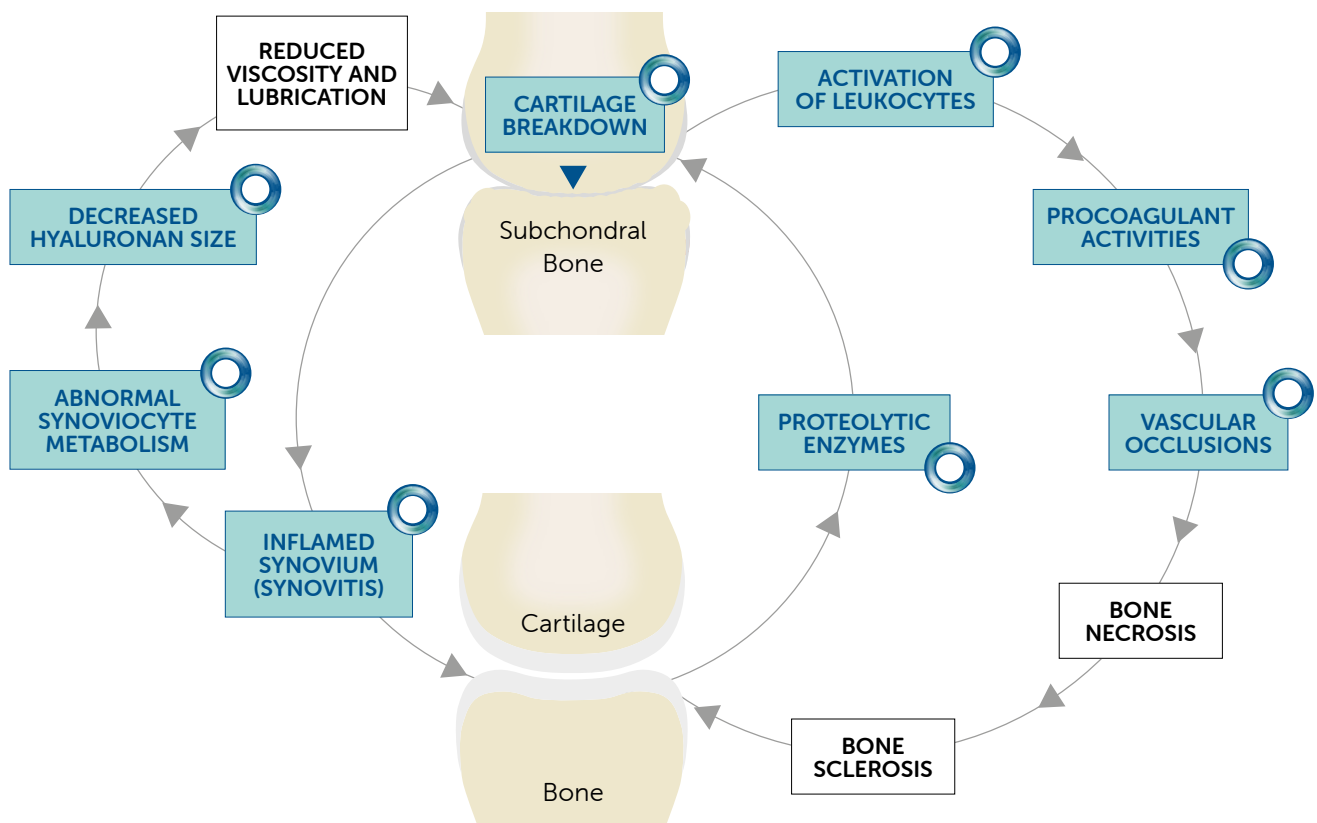 REDUCED
VISCOSITY AND
LUBRICATION
CARTILAGE
BREAKDOWN
ACTIVATION
OF LEUKOCYTES
DECREASED
HYALURONAN SIZE
Subchondral
Bone
PROCOAGULANT
ACTIVITIES
ABNORMAL
SYNOVIOCYTE
METABOLISM
PROTEOLYTIC
ENZYMES
VASCULAR
OCCLUSIONS
INFLAMED
SYNOVIUM
(SYNOVITIS)
Cartilage
BONE
NECROSIS
BONE
SCLEROSIS
Bone